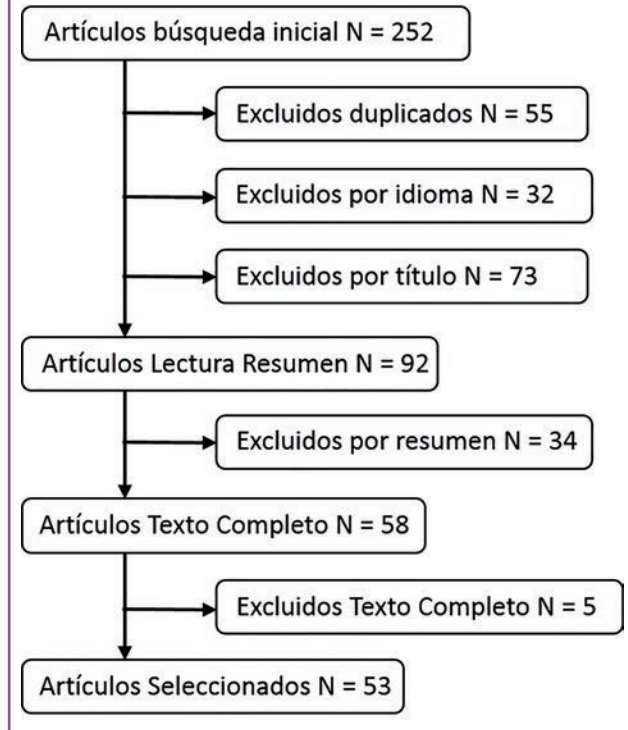 Artículos búsqueda inicial N = 252
Excluidos duplicados N = 55
Excluidos por idioma N = 32
Excluidos por título N = 73
Artículos Lectura Resumen N = 92
Excluidos por resumen N = 34
Artículos Texto Completo N = 58
Excluidos Texto Completo N = 5
Artículos Seleccionados N = 53